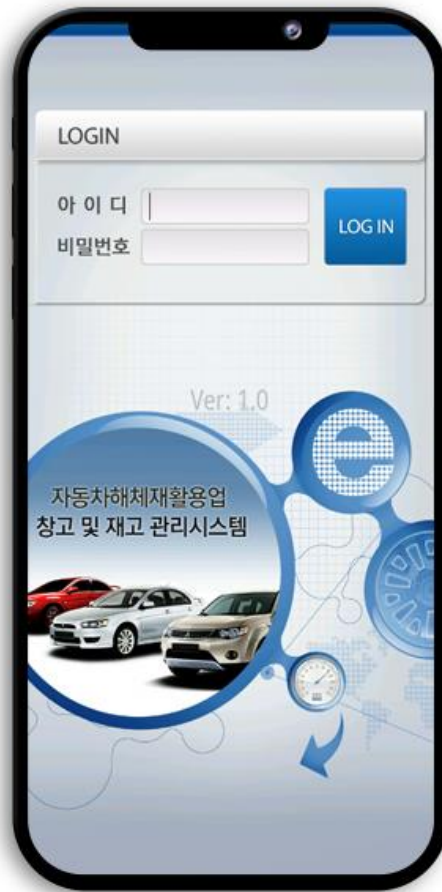 LOGIN
아 이 디
비밀번호
LOG IN
Ver: 1.0
e
자동차해체재활용업
창고 및 재고 관리시스템